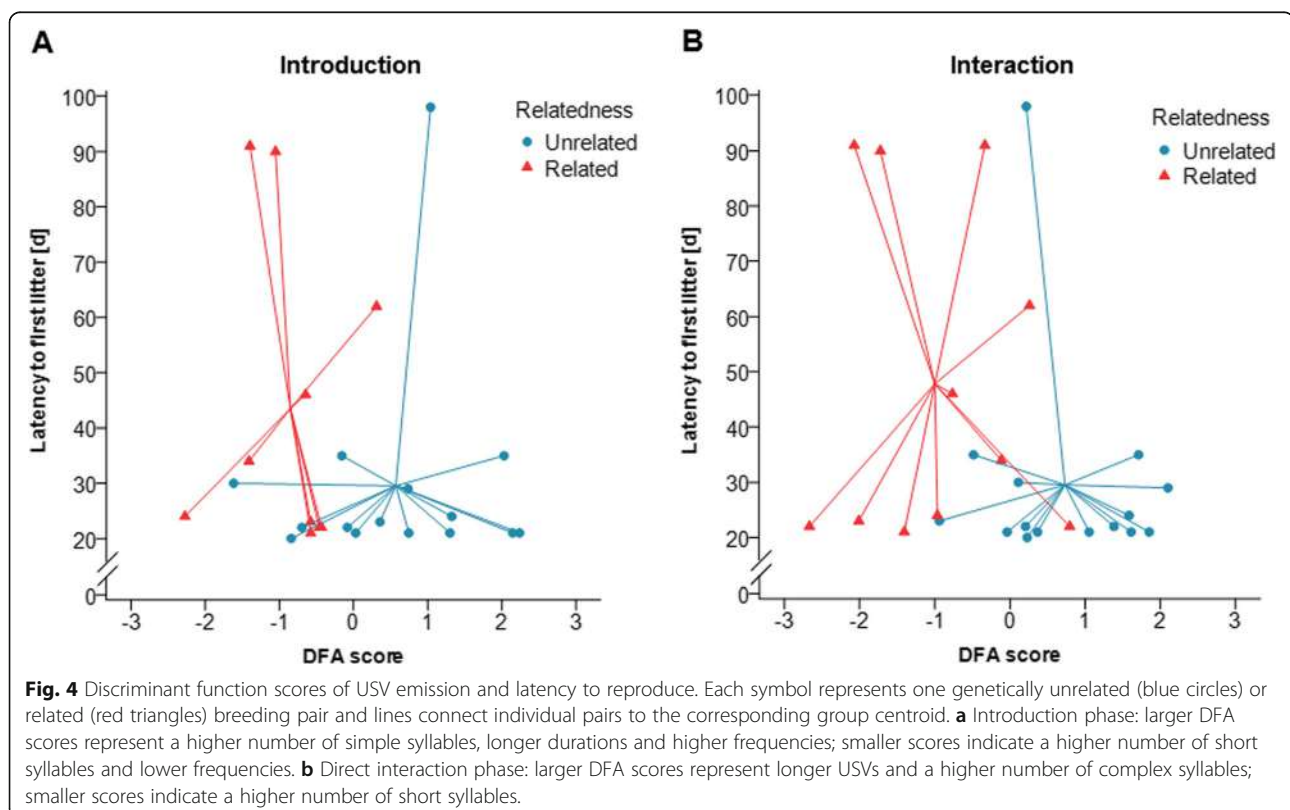 A
Introduction
Relatedness
Unrelated
Related
Latency to first litter [d]
100
90
80
70
60
50
40
30
20
0
-3 -2 -1 0 1 2 3
DFA score
B
Interaction
Relatedness
Unrelated
Related
Latency to first litter [d]
100
90
80
70
60
50
40
30
20
0
-3 -2 -1 0 1 2 3
DFA score
Fig. 4 Discriminant function scores of USV emission and latency to reproduce. Each symbol represents one genetically unrelated (blue circles) or
related (red triangles) breeding pair and lines connect individual pairs to the corresponding group centroid. a Introduction phase: larger DFA
scores represent a higher number of simple syllables, longer durations and higher frequencies; smaller scores indicate a higher number of short
syllables and lower frequencies. b Direct interaction phase: larger DFA scores represent longer USVs and a higher number of complex syllables;
smaller scores indicate a higher number of short syllables.